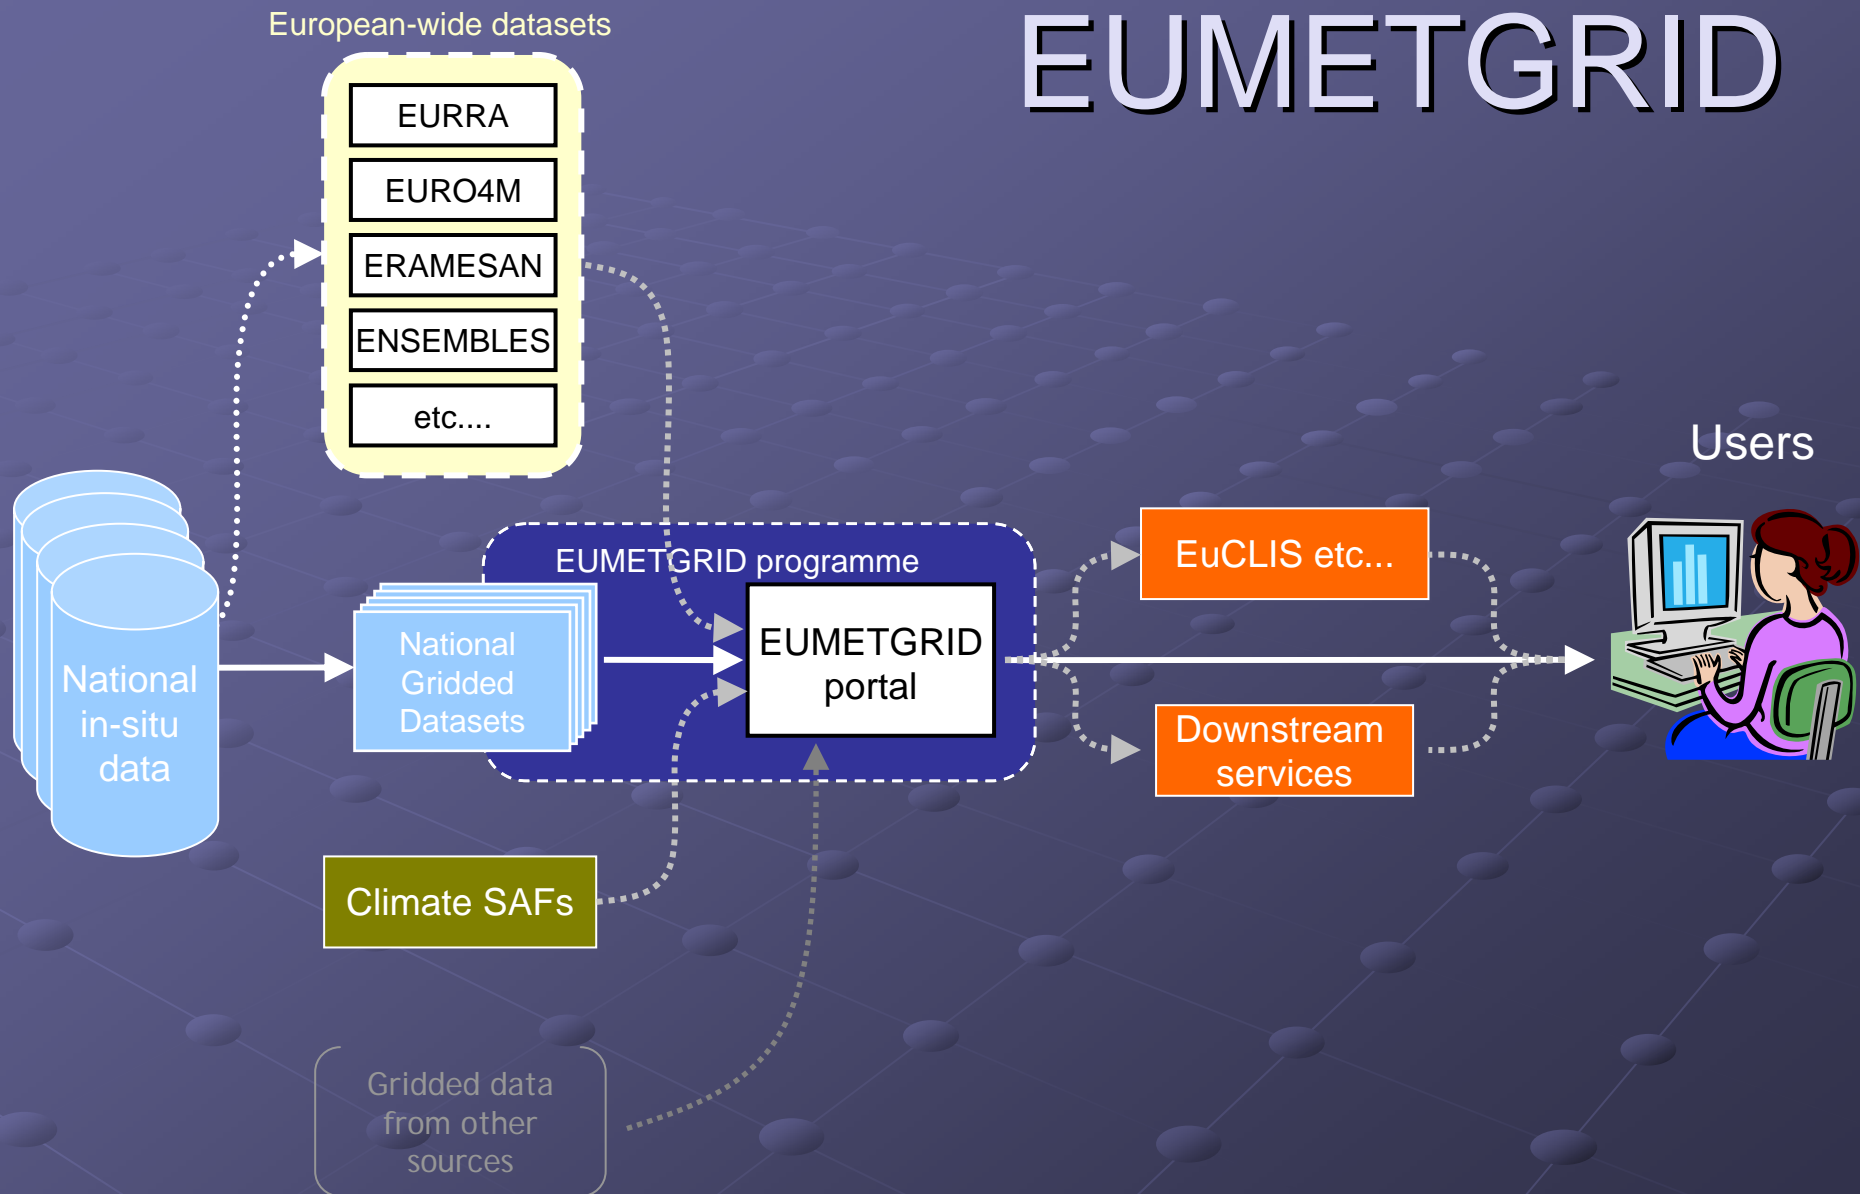 EUMETGRID
European-wide datasets
EURRA
EURO4M
ERAMESAN
ENSEMBLES
etc....
Users
National
in-situ
data
EUMETGRID programme
National
Gridded
Datasets
EUMETGRID
portal
EuCLIS etc...
Downstream
services
Climate SAFs
Gridded data
from other
sources